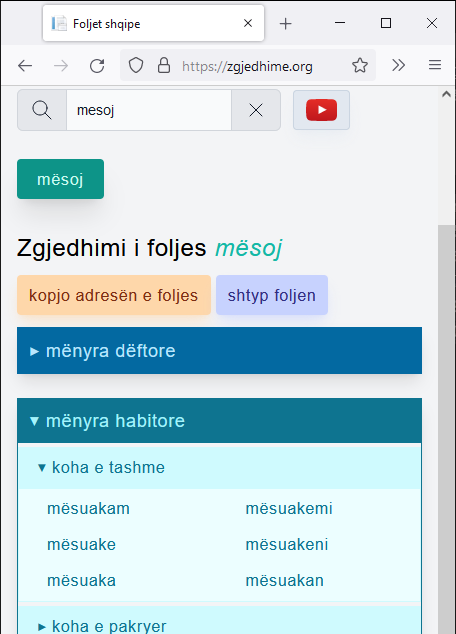 Foljet shqipe
https://zgjedhime.org
mesoj
mësoj
Zgjedhimi i foljes mësoj
kopjo adresën e foljes shtyp foljen
▸ mënyra dëftore
▾ mënyra habitore
▾ koha e tashme
mësuakam mësuakemi
mësuake mësuakeni
mësuaka mësuakan
▸ koha e pakryer